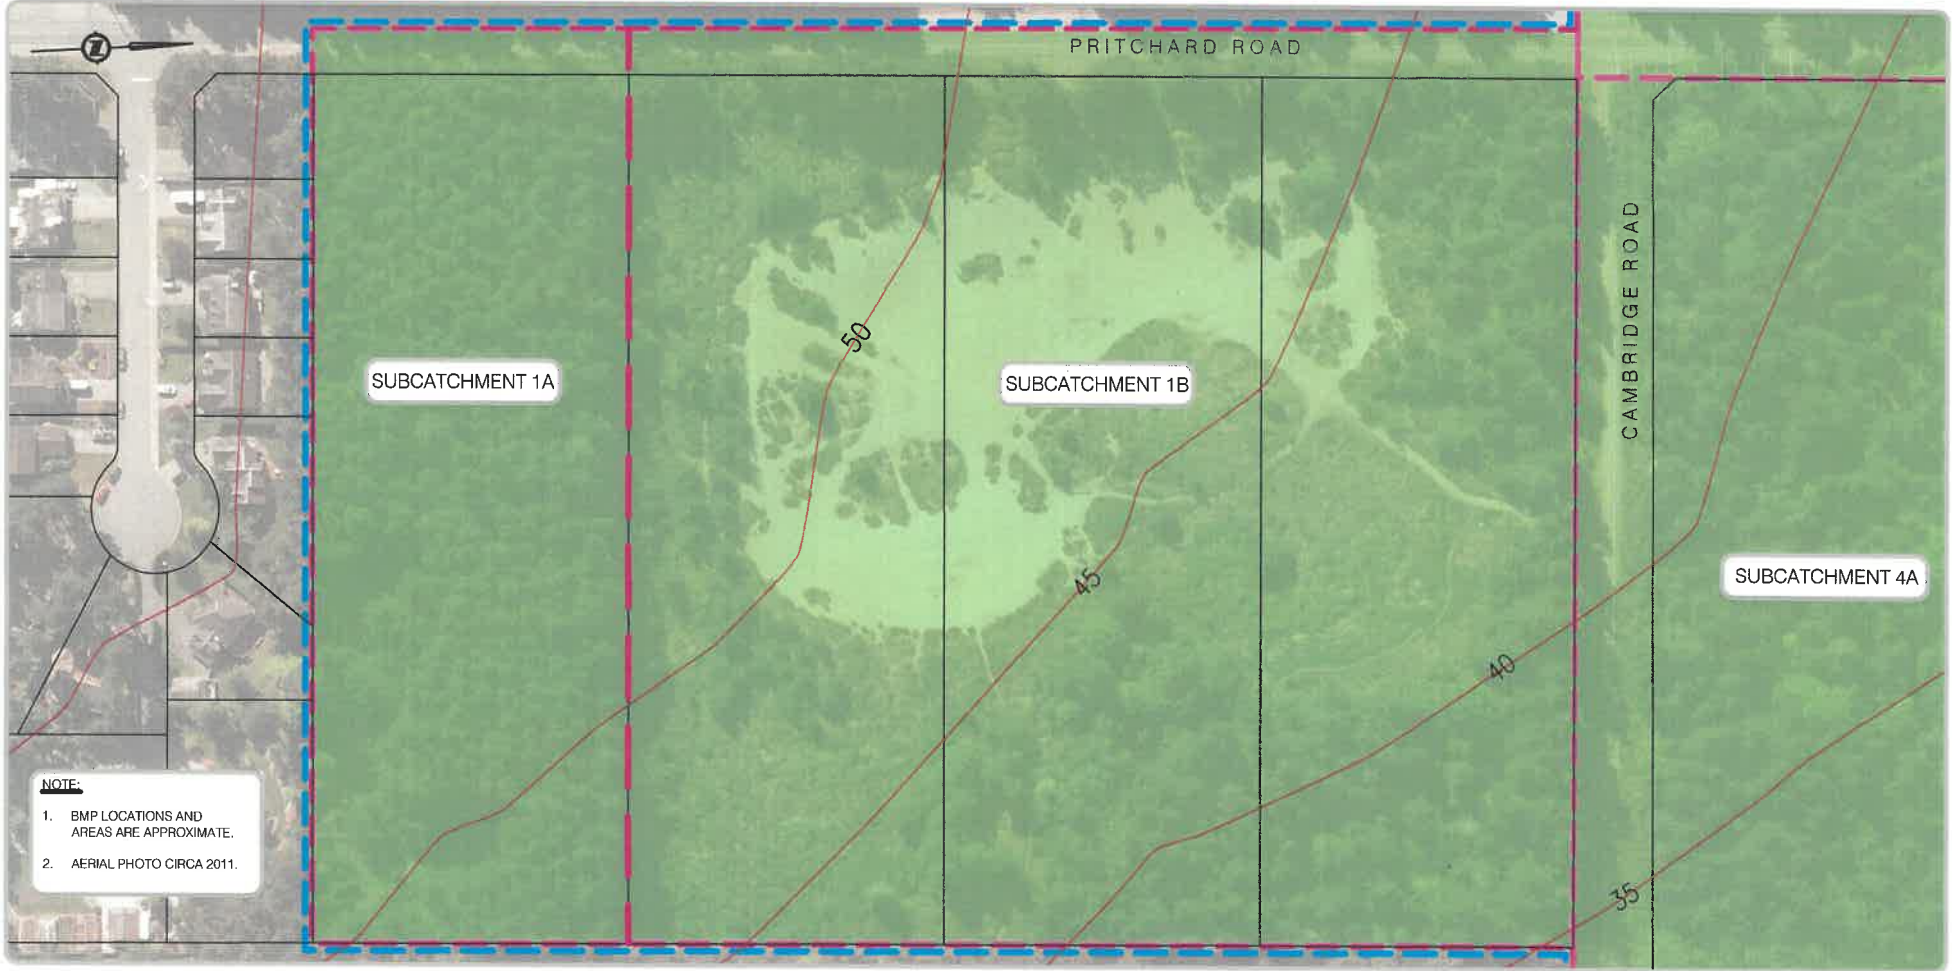 PRITCHARD ROAD
CAMBRIDGE ROAD
50
SUBCATCHMENT 1A
SUBCATCHMENT 1B
SUBCATCHMENT 4A
45
40
35
NOTE:
1. BMP LOCATIONS AND
AREAS ARE APPROXIMATE.
2. AERIAL PHOTO CIRCA 2011.